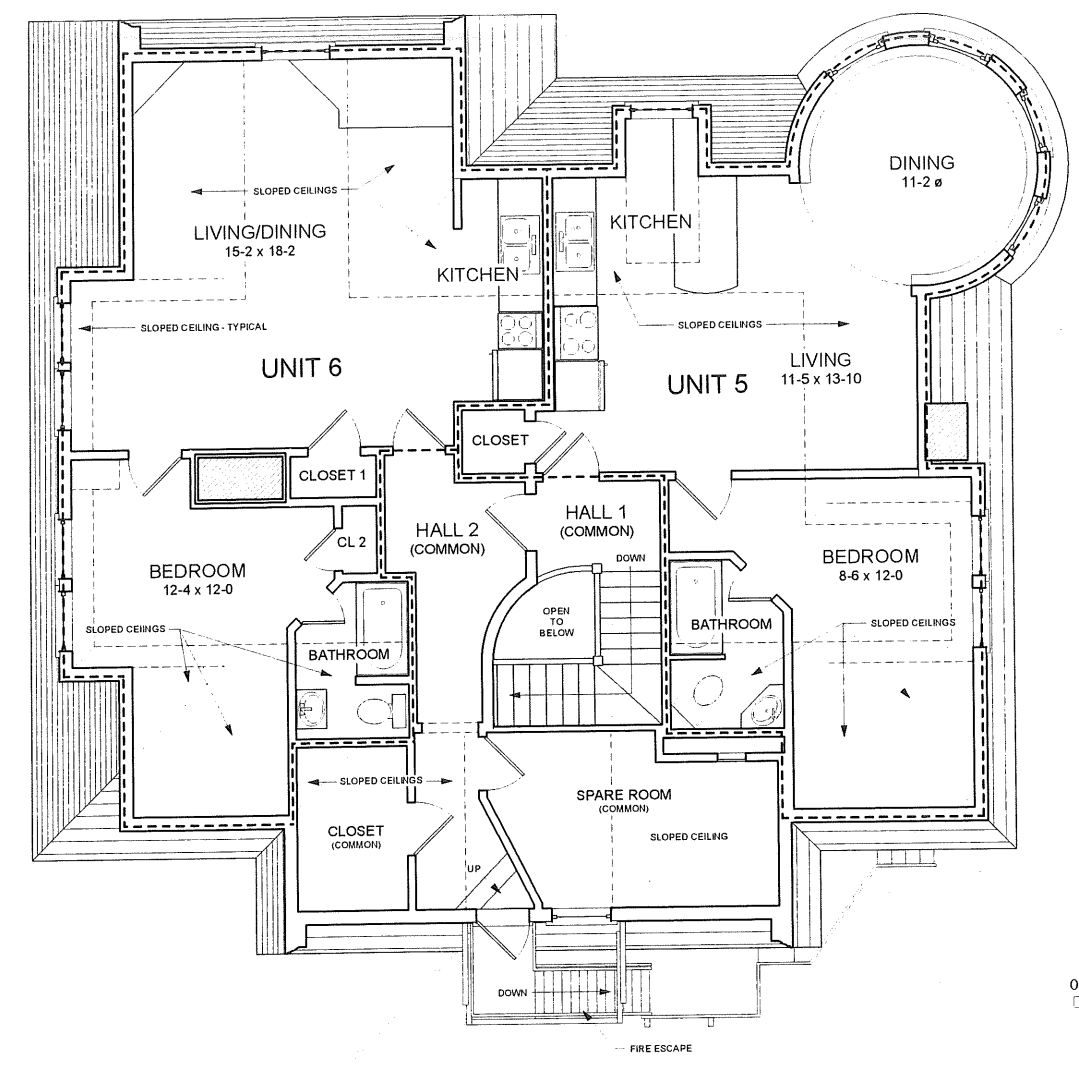 DINING
11-2 ø
SLOPED CEILINGS
LIVING/DINING
15-2 x 18-2
KITCHEN
KITCHEN
SLOPED CEILING - TYPICAL
SLOPED CEILINGS
UNIT 6
LIVING
11-5 x 13-10
UNIT 5
CLOSET
CLOSET 1
HALL 2
(COMMON)
HALL 1
(COMMON)
CL 2
DOWN
BEDROOM
12-4 x 12-0
BEDROOM
8-6 x 12-0
OPEN
TO
BELOW
SLOPED CEIINGS
BATHROOM
BATHROOM
SLOPED CEILINGS
SLOPED CEILINGS
SPARE ROOM
(COMMON)
CLOSET
(COMMON)
SLOPED CEILING
UP
DOWN
0
FIRE ESCAPE